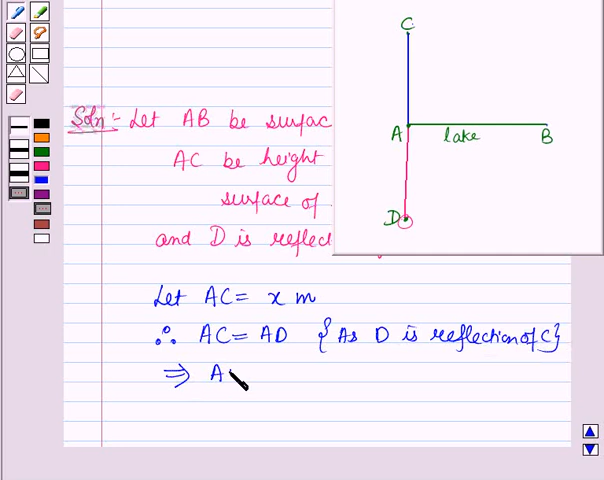 C
A
lake
B
D
Soln:- Let AB be surfac
AC be height
surface of
and D is reflec
Let AC = x m
∴ AC = AD {As D is reflection of C}
⇒ A